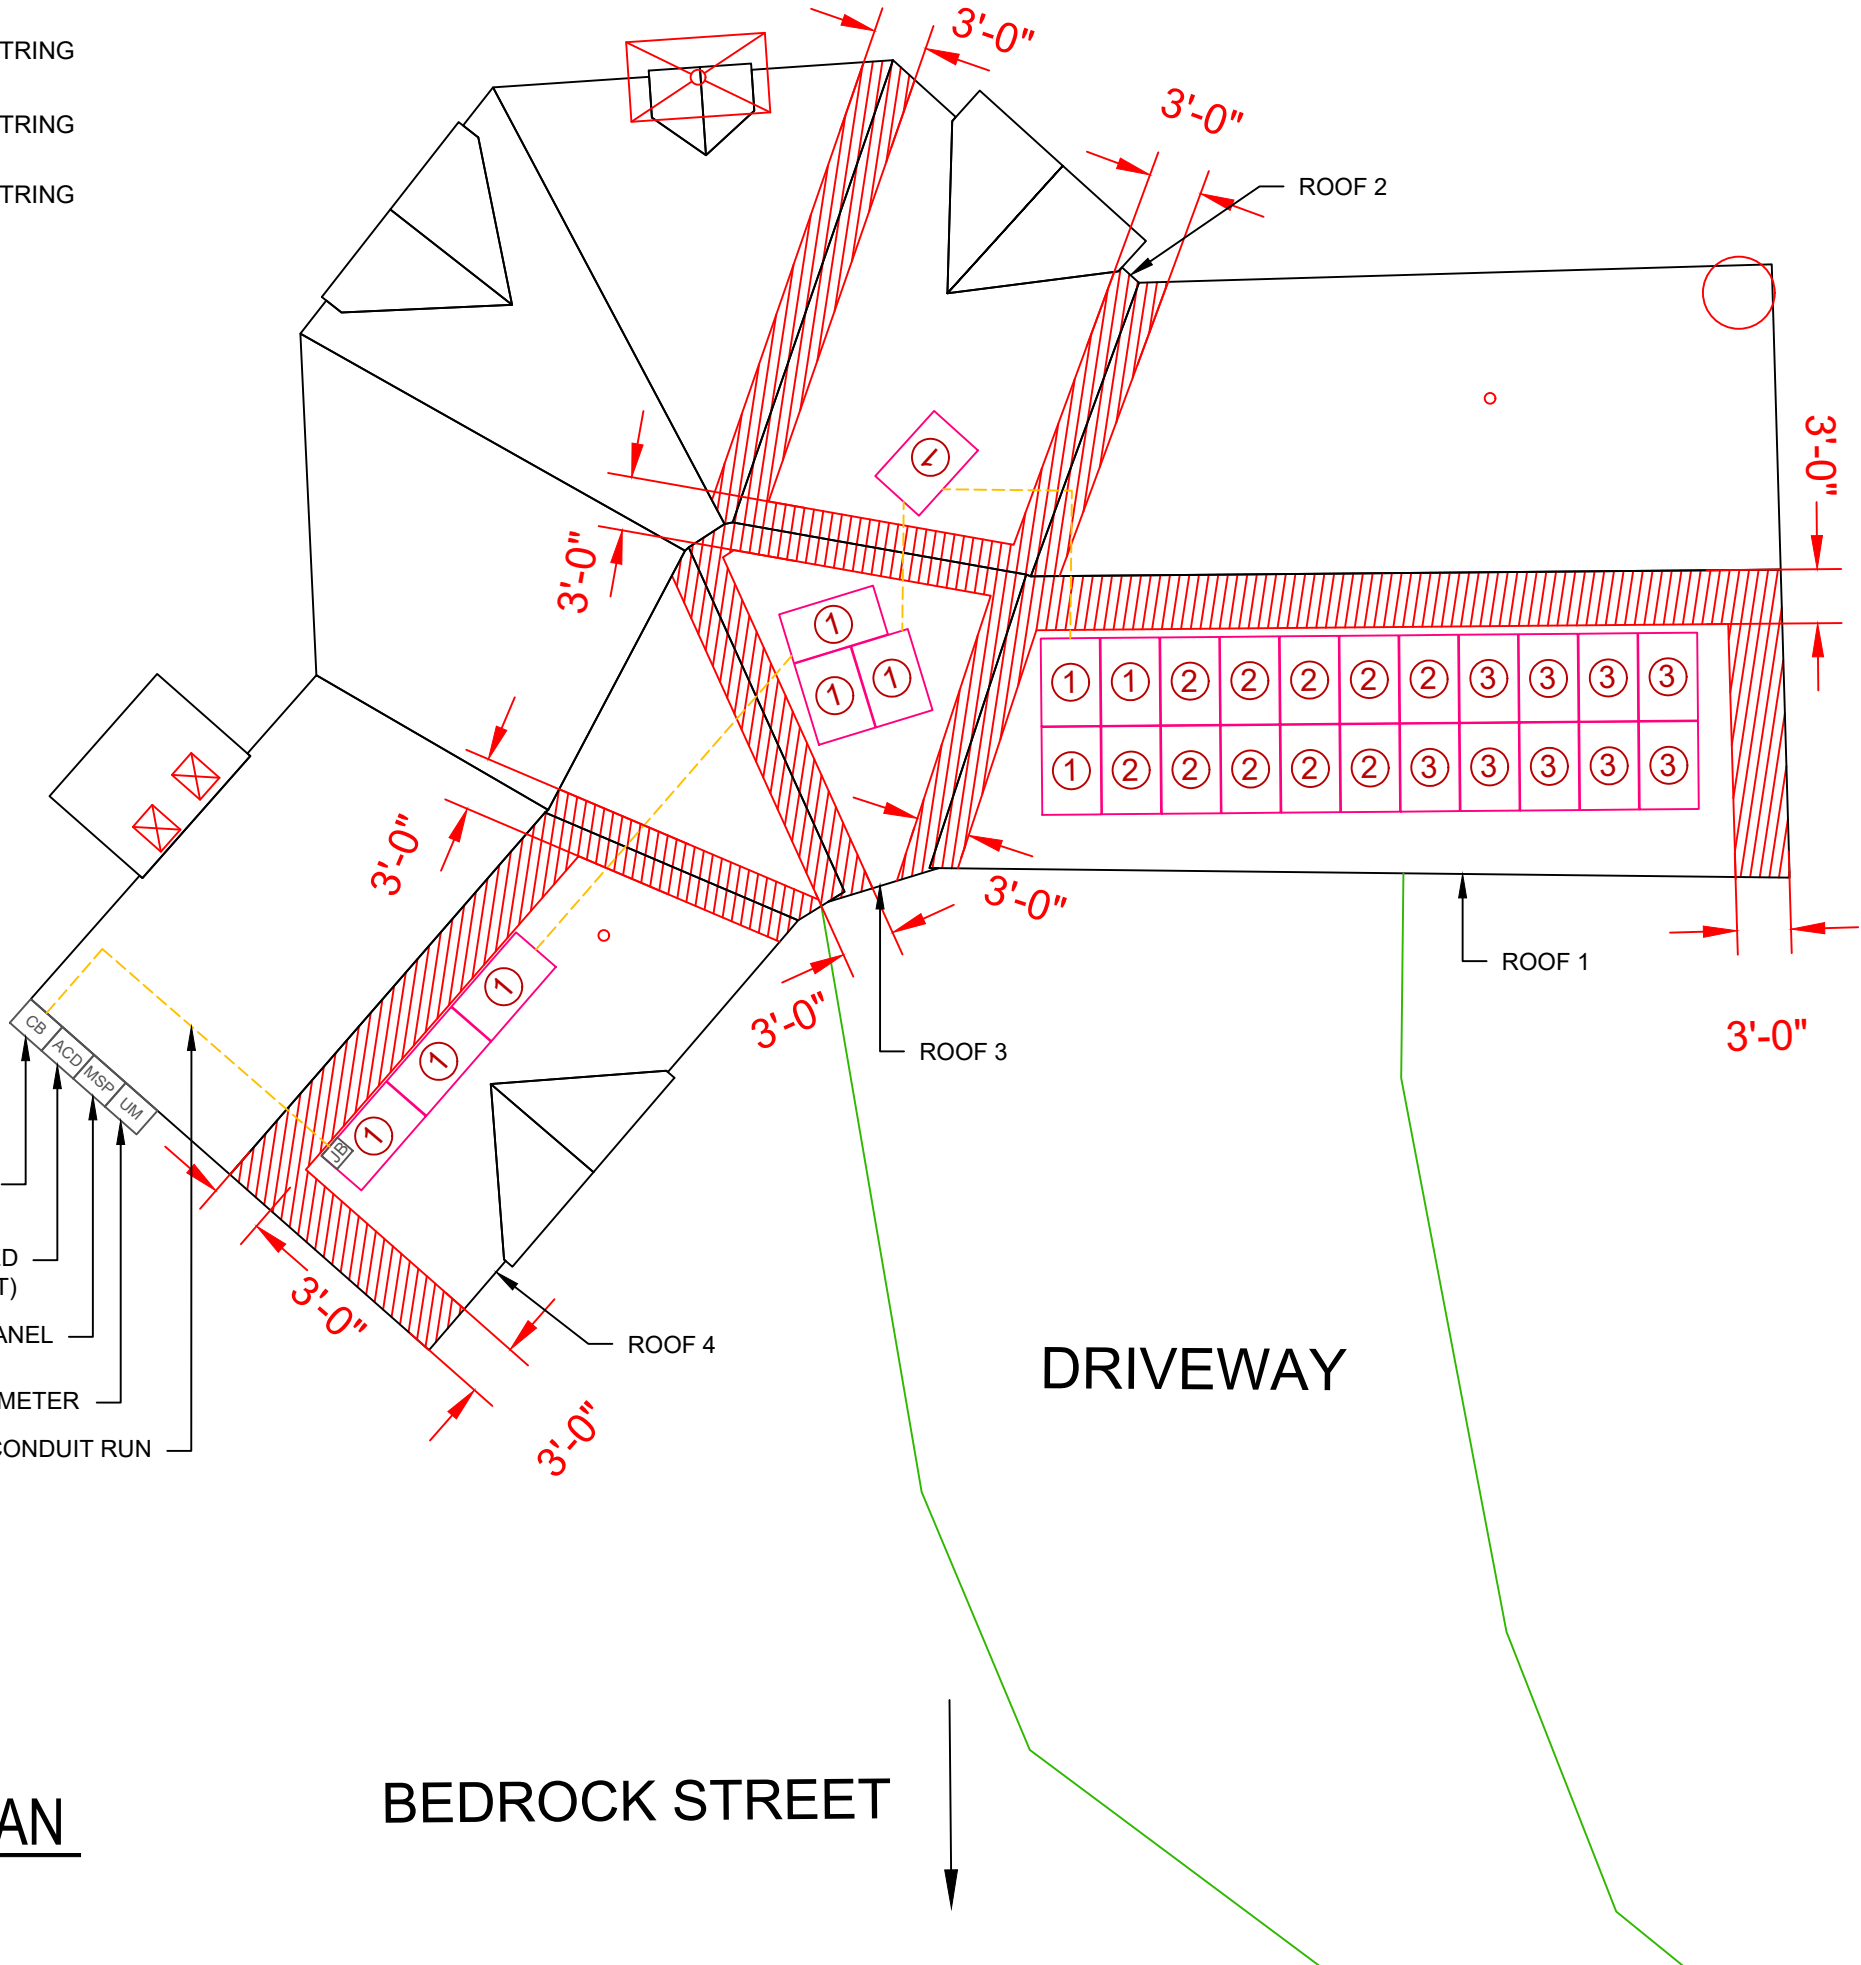 TRING
TRING
TRING
3'-0"
3'-0"
ROOF 2
3'-0"
3'-0"
1
1
1
1
1 1 2 2 2 2 2 3 3 3 3
1 2 2 2 2 2 3 3 3 3 3
3'-0"
3'-0"
3'-0"
3'-0"
ROOF 1
ROOF 3
1
1
1
JB
CB ACD MSP UM
ED
T)
ANEL
METER
CONDUIT RUN
3'-0"
3'-0"
ROOF 4
DRIVEWAY
BEDROCK STREET
AN